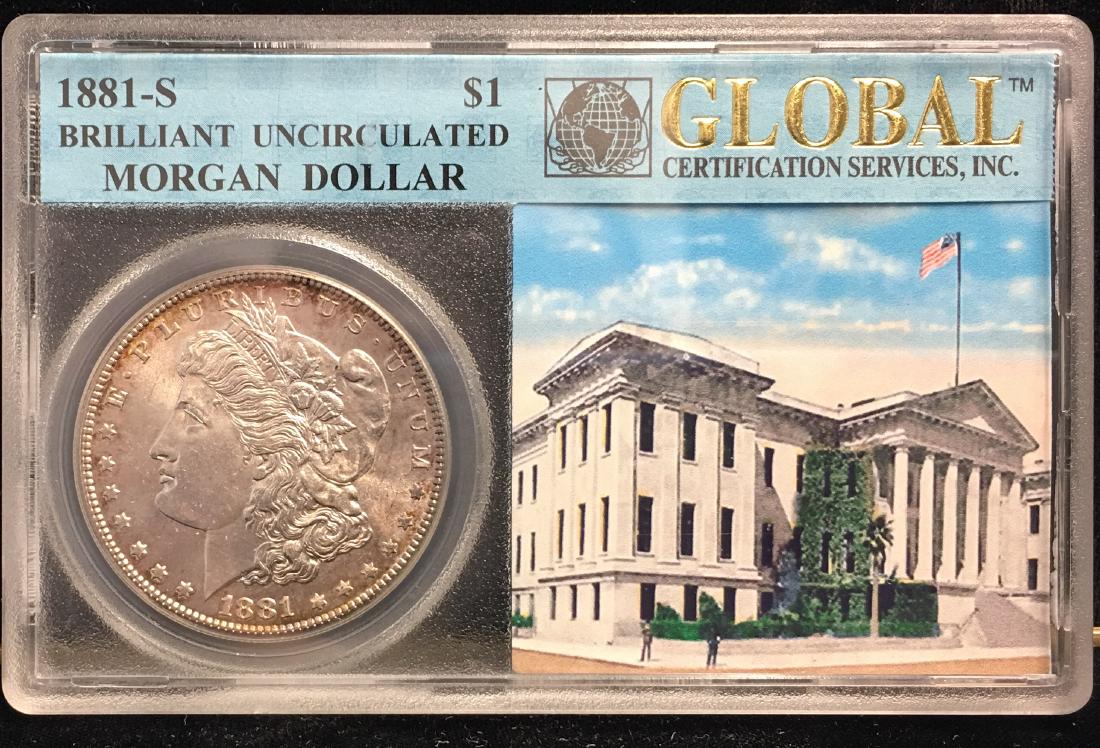 1881-S $1
BRILLIANT UNCIRCULATED
MORGAN DOLLAR
GLOBAL™
CERTIFICATION SERVICES, INC.
E · PLURIBUS · UNUM
LIBERTY
1881